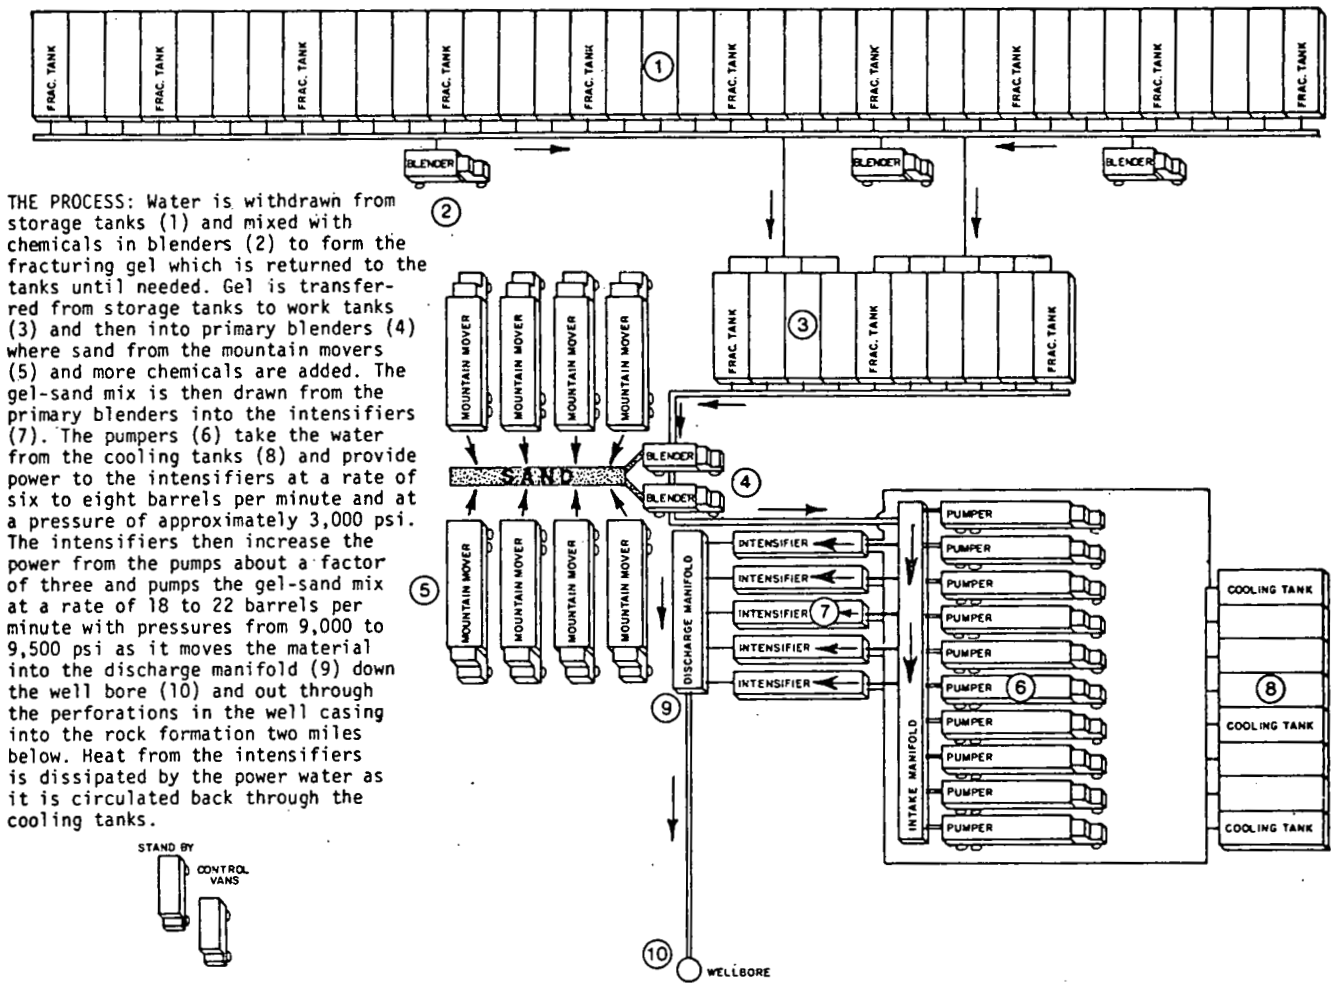 FRAC. TANK
FRAC. TANK
FRAC. TANK
FRAC. TANK
FRAC. TANK
1
FRAC. TANK
FRAC. TANK
FRAC. TANK
FRAC. TANK
FRAC. TANK
BLENDER
BLENDER
BLENDER
2
THE PROCESS: Water is withdrawn from
storage tanks (1) and mixed with
chemicals in blenders (2) to form the
fracturing gel which is returned to the
tanks until needed. Gel is transfer-
red from storage tanks to work tanks
(3) and then into primary blenders (4)
where sand from the mountain movers
(5) and more chemicals are added. The
gel-sand mix is then drawn from the
primary blenders into the intensifiers
(7). The pumpers (6) take the water
from the cooling tanks (8) and provide
power to the intensifiers at a rate of
six to eight barrels per minute and at
a pressure of approximately 3,000 psi.
The intensifiers then increase the
power from the pumps about a factor
of three and pumps the gel-sand mix
at a rate of 18 to 22 barrels per
minute with pressures from 9,000 to
9,500 psi as it moves the material
into the discharge manifold (9) down
the well bore (10) and out through
the perforations in the well casing
into the rock formation two miles
below. Heat from the intensifiers
is dissipated by the power water as
it is circulated back through the
cooling tanks.
MOUNTAIN MOVER
MOUNTAIN MOVER
MOUNTAIN MOVER
MOUNTAIN MOVER
FRAC. TANK
3
FRAC. TANK
FRAC. TANK
SAND
BLENDER
BLENDER
4
5
MOUNTAIN MOVER
MOUNTAIN MOVER
MOUNTAIN MOVER
MOUNTAIN MOVER
DISCHARGE MANIFOLD
9
INTENSIFIER
INTENSIFIER
INTENSIFIER
7
INTENSIFIER
INTENSIFIER
INTAKE MANIFOLD
PUMPER
PUMPER
PUMPER
PUMPER
PUMPER
PUMPER
6
PUMPER
PUMPER
PUMPER
PUMPER
COOLING TANK
8
COOLING TANK
COOLING TANK
STAND BY
CONTROL
VANS
10
WELLBORE